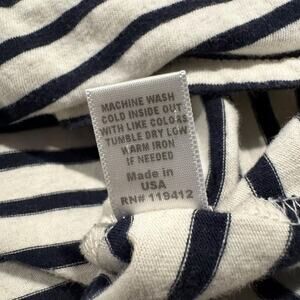 MACHINE WASH
COLD INSIDE OUT
WITH LIKE COLORS
TUMBLE DRY LOW
WARM IRON
IF NEEDED
Made in
USA
RN# 119412